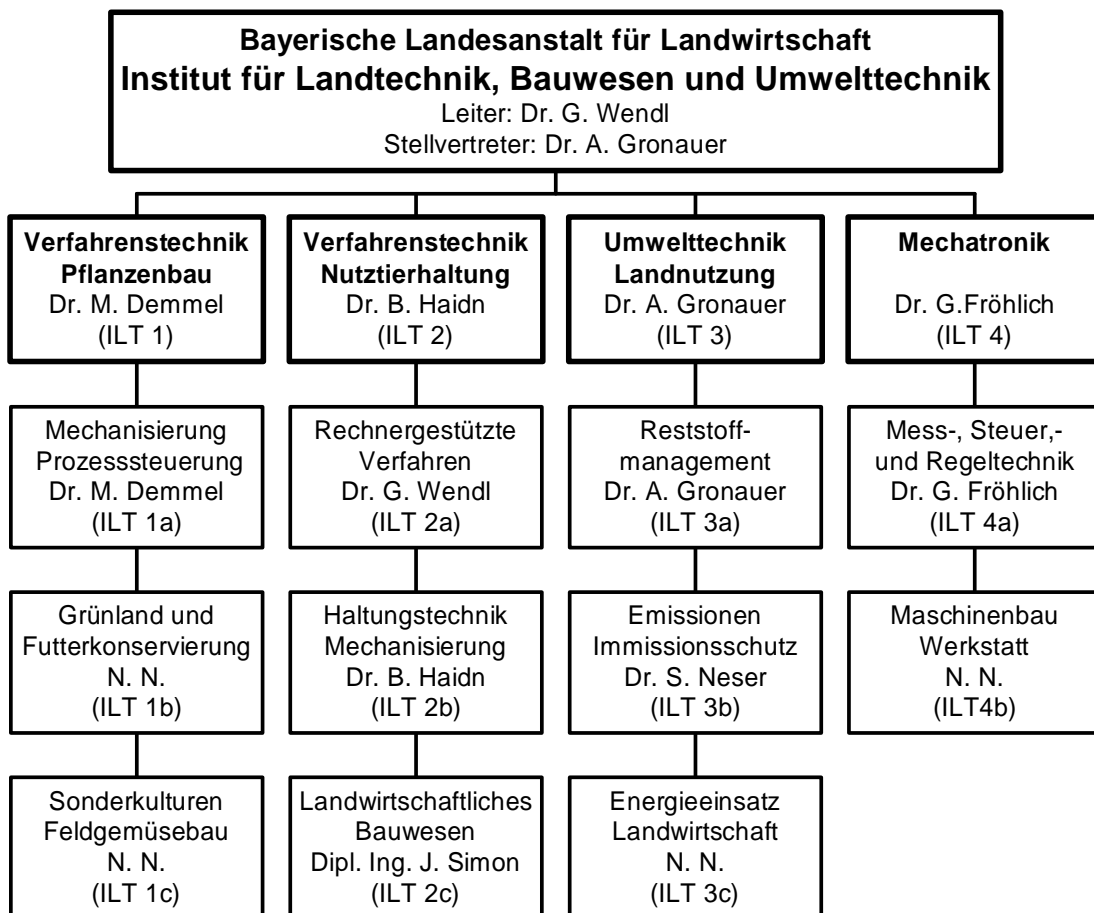 Bayerische Landesanstalt für Landwirtschaft
Institut für Landtechnik, Bauwesen und Umwelttechnik
Leiter: Dr. G. Wendl
Stellvertreter: Dr. A. Gronauer
Verfahrenstechnik
Pflanzenbau
Dr. M. Demmel
(ILT 1)
Verfahrenstechnik
Nutztierhaltung
Dr. B. Haidn
(ILT 2)
Umwelttechnik
Landnutzung
Dr. A. Gronauer
(ILT 3)
Mechatronik
Dr. G.Fröhlich
(ILT 4)
Mechanisierung
Prozesssteuerung
Dr. M. Demmel
(ILT 1a)
Rechnergestützte
Verfahren
Dr. G. Wendl
(ILT 2a)
Reststoff-
management
Dr. A. Gronauer
(ILT 3a)
Mess-, Steuer,-
und Regeltechnik
Dr. G. Fröhlich
(ILT 4a)
Grünland und
Futterkonservierung
N. N.
(ILT 1b)
Haltungstechnik
Mechanisierung
Dr. B. Haidn
(ILT 2b)
Emissionen
Immissionsschutz
Dr. S. Neser
(ILT 3b)
Maschinenbau
Werkstatt
N. N.
(ILT4b)
Sonderkulturen
Feldgemüsebau
N. N.
(ILT 1c)
Landwirtschaftliches
Bauwesen
Dipl. Ing. J. Simon
(ILT 2c)
Energieeinsatz
Landwirtschaft
N. N.
(ILT 3c)